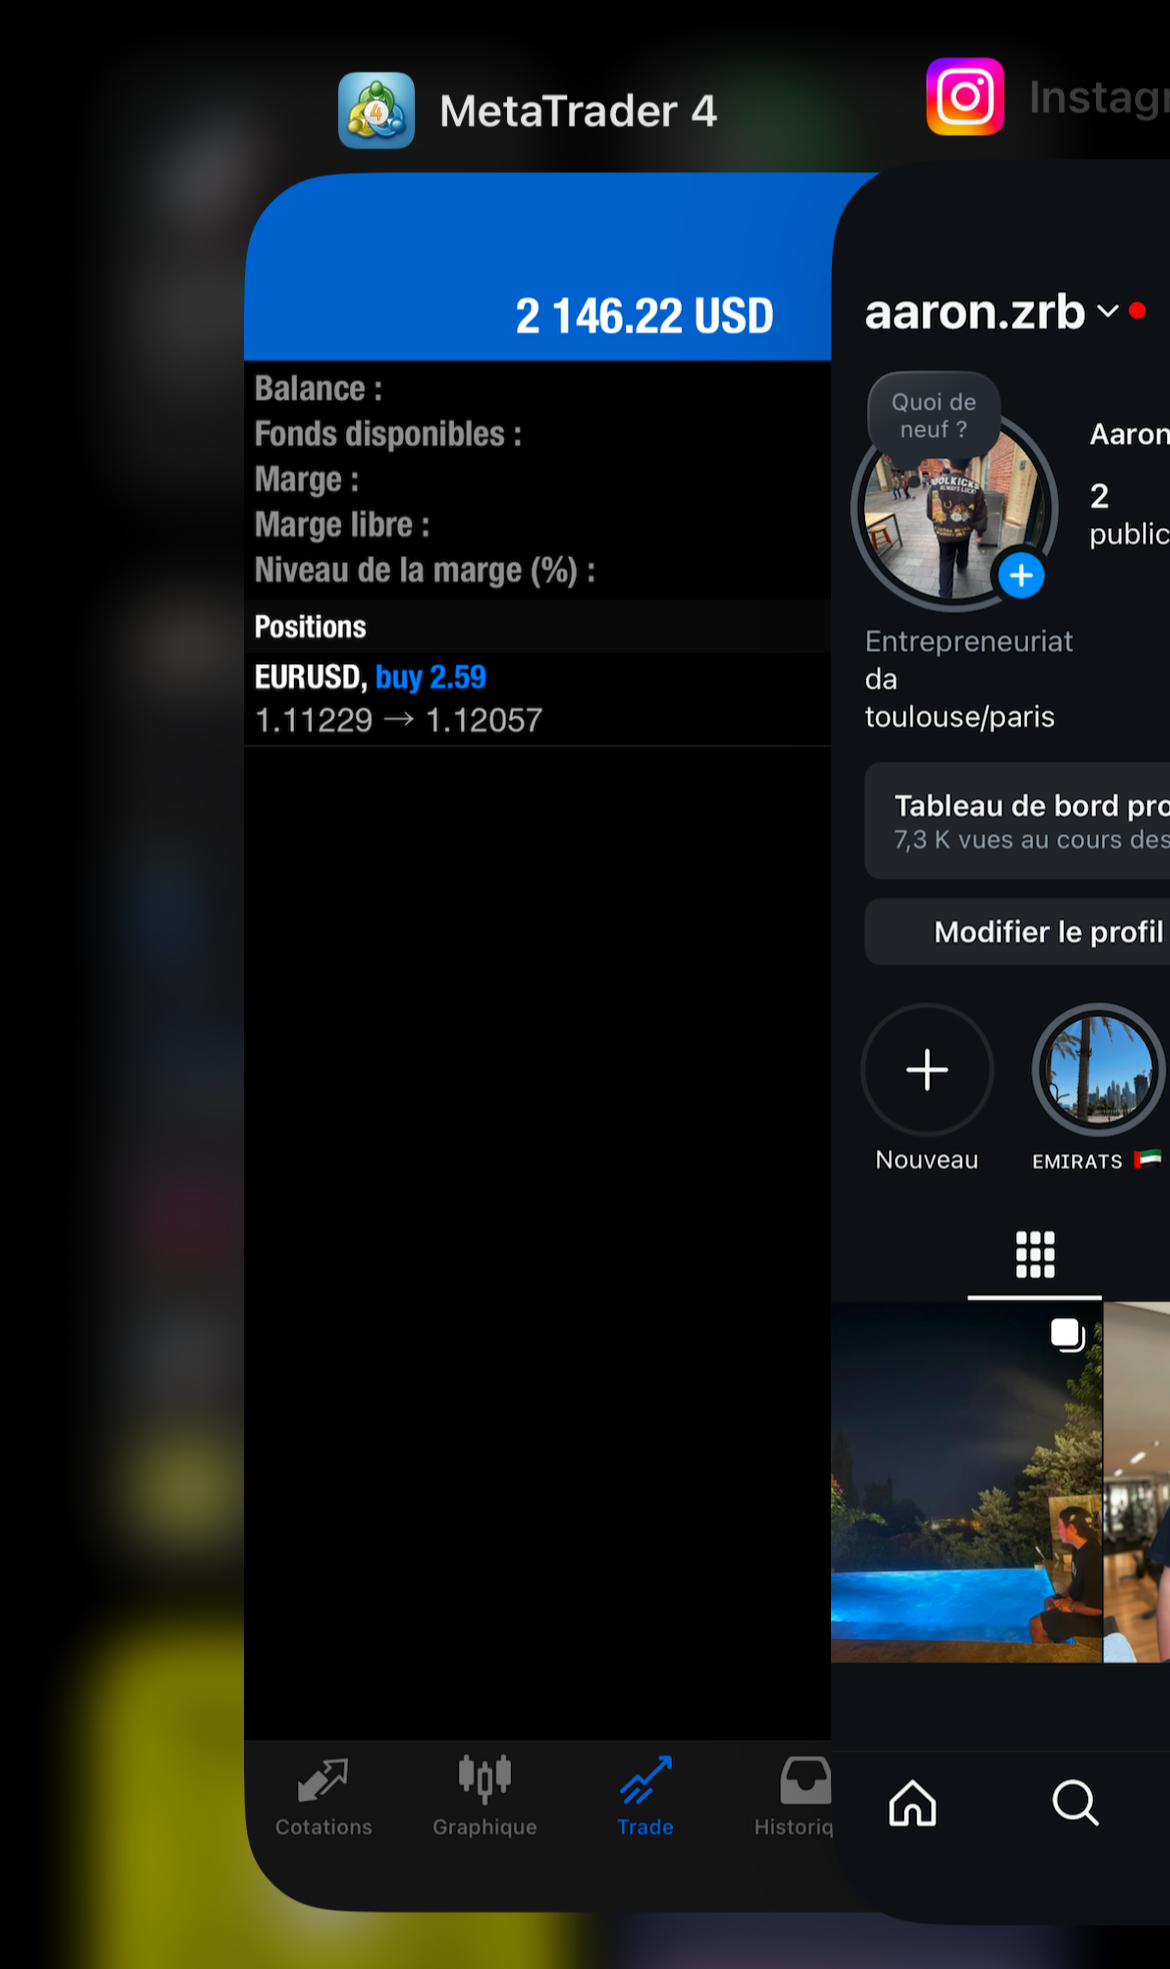 MetaTrader 4
2 146.22 USD
Balance :
Fonds disponibles :
Marge :
Marge libre :
Niveau de la marge (%) :
Positions
EURUSD, buy 2.59
1.11229 → 1.12057
Cotations
Graphique
Trade
Historiq
Instagr
aaron.zrb
Quoi de
neuf ?
Aaron
2
public
Entrepreneuriat
da
toulouse/paris
Tableau de bord pro
7,3 K vues au cours des
Modifier le profil
Nouveau
EMIRATS 🇦🇪